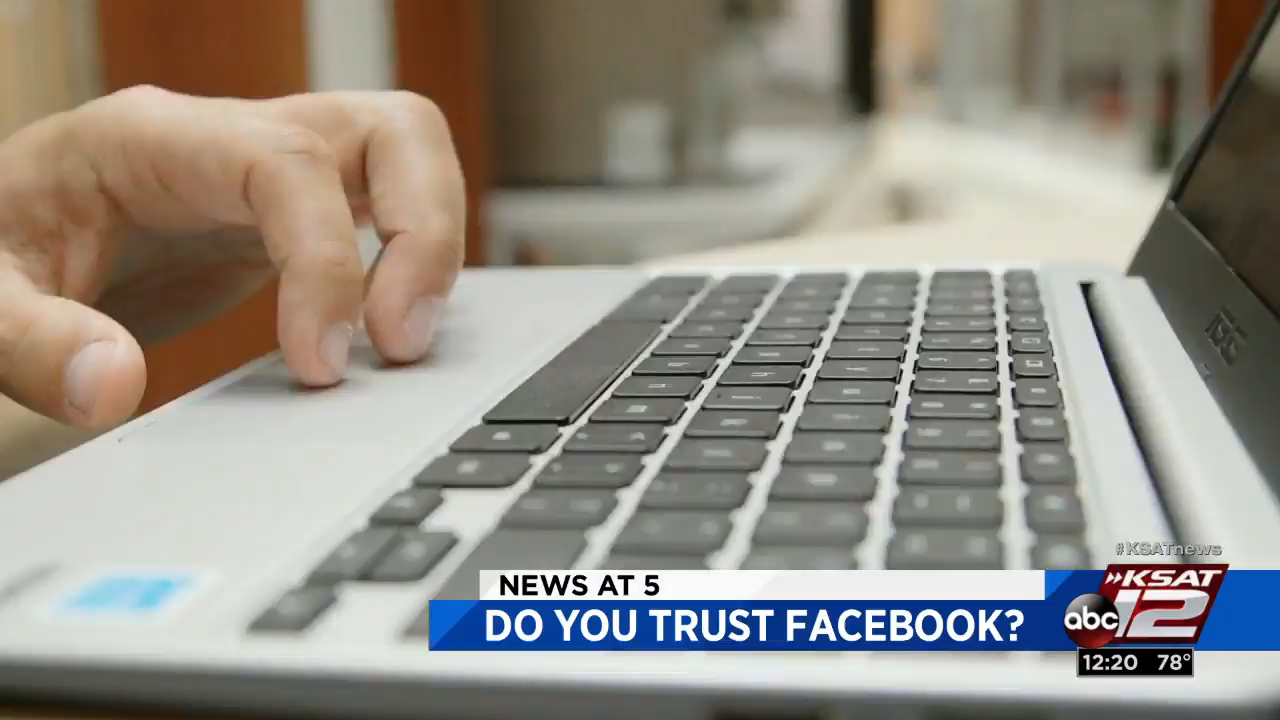 #KSATnews
NEWS AT 5
DO YOU TRUST FACEBOOK?
KSAT
abc 12
12:20 78°